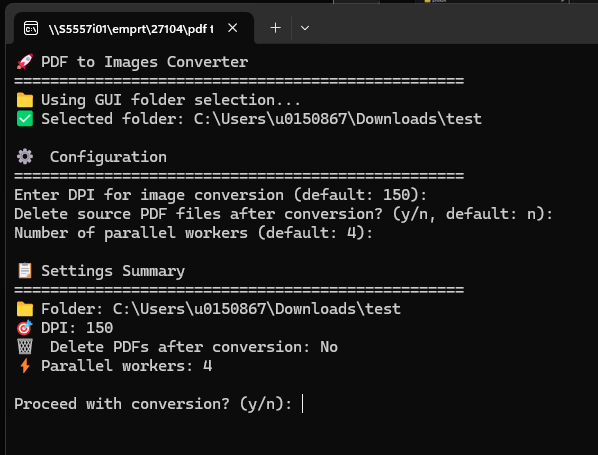 \\S5557i01\emprt\27104\pdf t
🚀 PDF to Images Converter
==================================================
📁 Using GUI folder selection...
✅ Selected folder: C:\Users\u0150867\Downloads\test
⚙ Configuration
==================================================
Enter DPI for image conversion (default: 150):
Delete source PDF files after conversion? (y/n, default: n):
Number of parallel workers (default: 4):
📋 Settings Summary
==================================================
📁 Folder: C:\Users\u0150867\Downloads\test
🎯 DPI: 150
🗑 Delete PDFs after conversion: No
⚡ Parallel workers: 4
Proceed with conversion? (y/n):